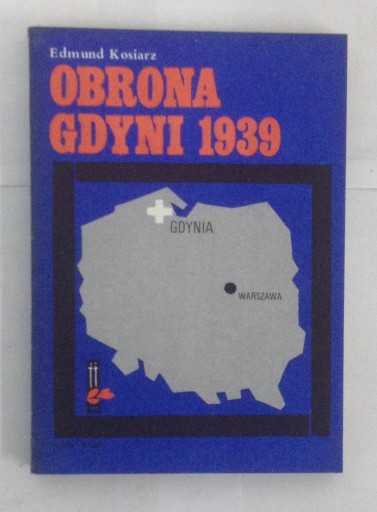 Edmund Kosiarz
OBRONA
GDYNI 1939
GDYNIA
WARSZAWA